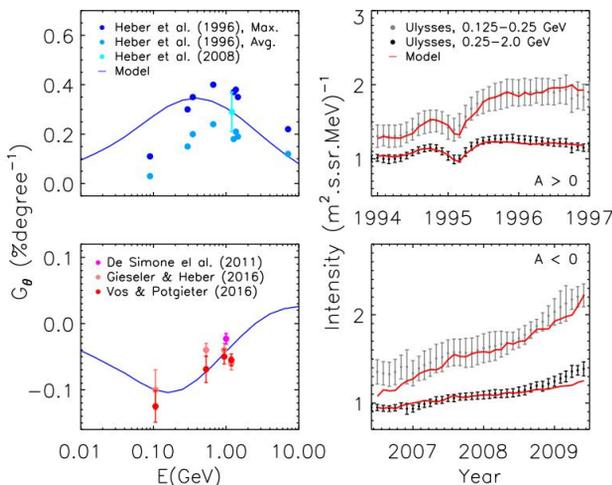 0.6
0.4
0.2
0.0
Heber et al. (1996), Max.
Heber et al. (1996), Avg.
Heber et al. (2008)
Model
3
2
1
Ulysses, 0.125−0.25 GeV
Ulysses, 0.25−2.0 GeV
Model
A > 0
1994 1995 1996 1997
G_θ (%degree⁻¹)
Intensity (m².s.sr.MeV)⁻¹
0.1
0.0
−0.1
De Simone el al. (2011)
Gieseler & Heber (2016)
Vos & Potgieter (2016)
0.01 0.10 1.00 10.00
E(GeV)
A < 0
2
1
2007 2008 2009
Year